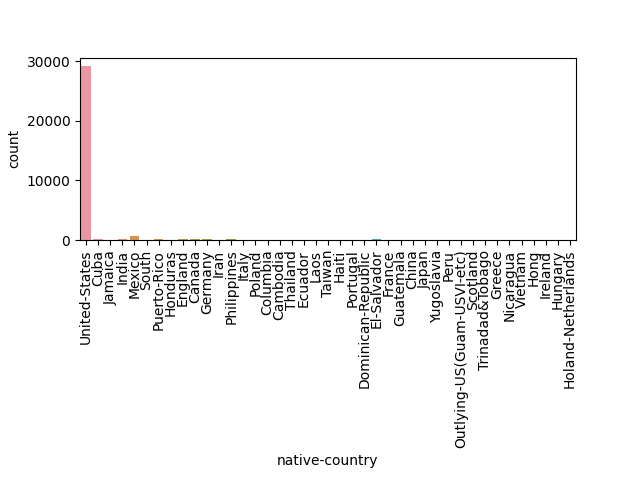 30000
20000
10000
0
count
United-States
Cuba
Jamaica
India
Mexico
South
Puerto-Rico
Honduras
England
Canada
Germany
Iran
Philippines
Italy
Poland
Columbia
Cambodia
Thailand
Ecuador
Laos
Taiwan
Haiti
Portugal
Dominican-Republic
El-Salvador
France
Guatemala
China
Japan
Yugoslavia
Peru
Outlying-US(Guam-USVI-etc)
Scotland
Trinadad&Tobago
Greece
Nicaragua
Vietnam
Hong
Ireland
Hungary
Holand-Netherlands
native-country